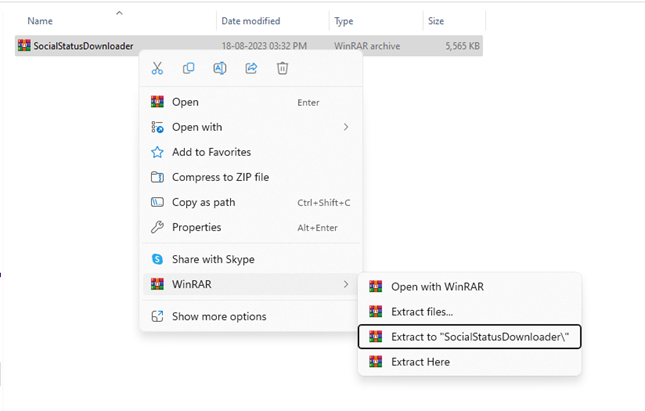 Name Date modified Type Size
SocialStatusDownloader 18-08-2023 03:32 PM WinRAR archive 5,565 KB
Open Enter
Open with
Add to Favorites
Compress to ZIP file
Copy as path Ctrl+Shift+C
Properties Alt+Enter
Share with Skype
WinRAR
Show more options
Open with WinRAR
Extract files...
Extract to "SocialStatusDownloader\"
Extract Here